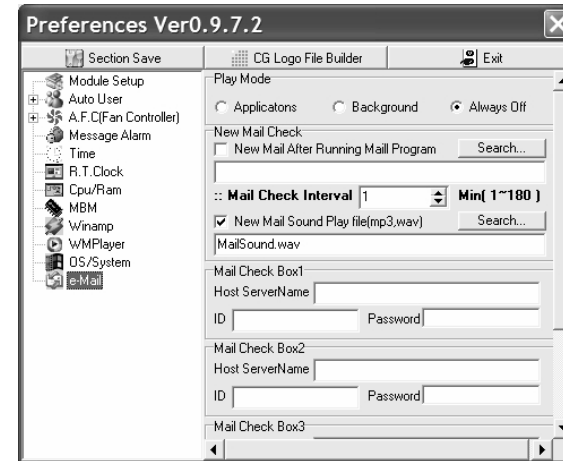 Preferences Ver0.9.7.2
Section Save
CG Logo File Builder
Exit
Module Setup
Auto User
A.F.C(Fan Controller)
Message Alarm
Time
R.T.Clock
Cpu/Ram
MBM
Winamp
WMPlayer
OS/System
e-Mail
Play Mode
Applicatons Background Always Off
New Mail Check
New Mail After Running Maill Program Search...
:: Mail Check Interval 1 Min( 1~180 )
New Mail Sound Play file(mp3,wav) Search...
MailSound.wav
Mail Check Box1
Host ServerName
ID Password
Mail Check Box2
Host ServerName
ID Password
Mail Check Box3